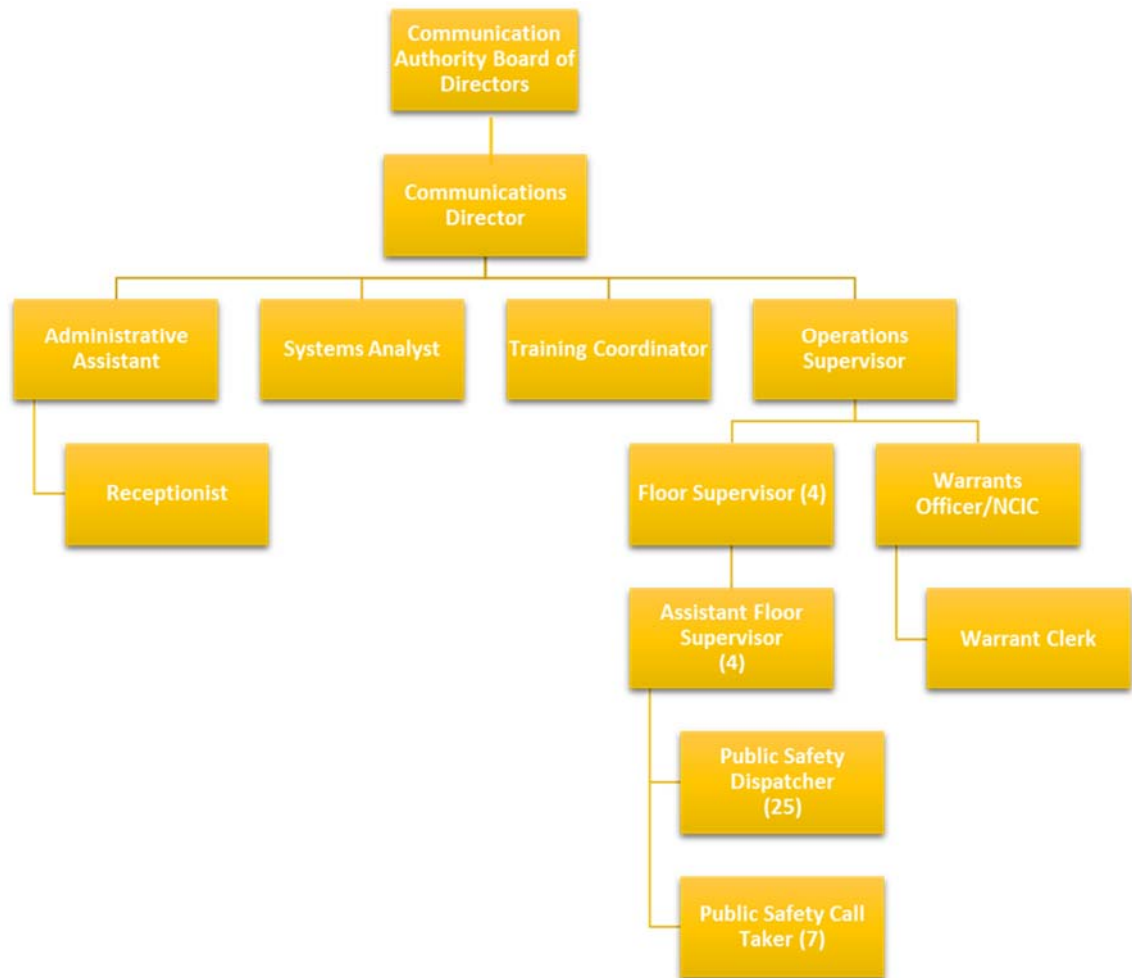 Communication
Authority Board of
Directors
Communications
Director
Administrative
Assistant
Systems Analyst
Training Coordinator
Operations
Supervisor
Receptionist
Floor Supervisor (4)
Warrants
Officer/NCIC
Assistant Floor
Supervisor
(4)
Warrant Clerk
Public Safety
Dispatcher
(25)
Public Safety Call
Taker (7)